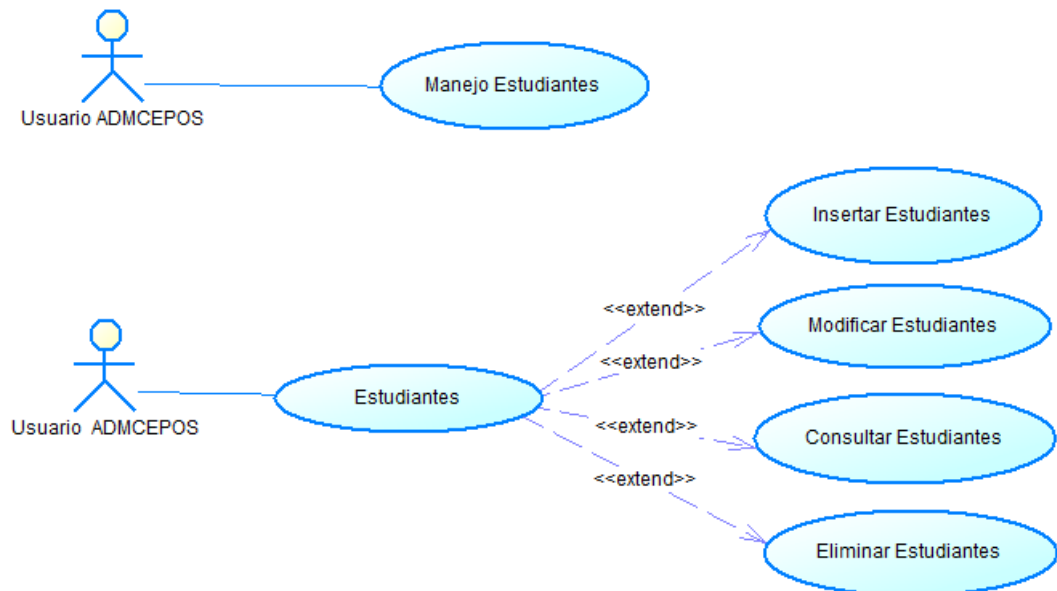 Manejo Estudiantes
Usuario ADMCEPOS
Insertar Estudiantes
<<extend>>
Modificar Estudiantes
<<extend>>
Estudiantes
Usuario ADMCEPOS
<<extend>>
Consultar Estudiantes
<<extend>>
Eliminar Estudiantes